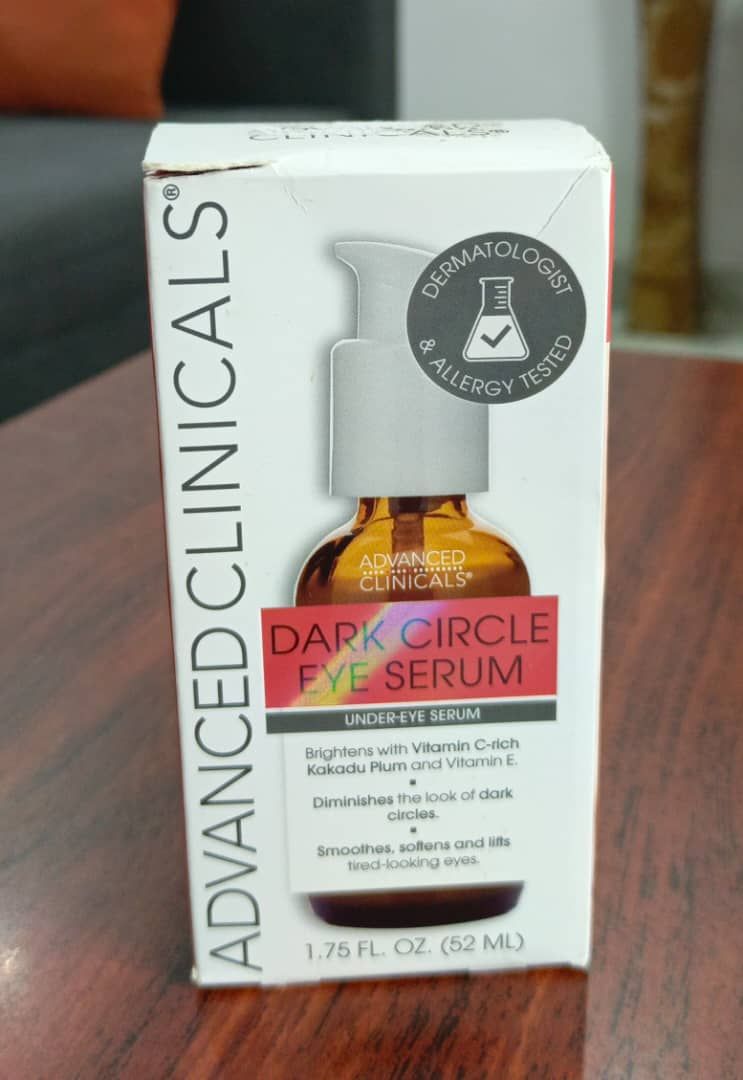 CLINICALS®
ADVANCED CLINICALS®
DERMATOLOGIST
& ALLERGY TESTED
ADVANCED
CLINICALS®
DARK CIRCLE
EYE SERUM
UNDER-EYE SERUM
Brightens with Vitamin C-rich
Kakadu Plum and Vitamin E.
Diminishes the look of dark
circles.
Smoothes, softens and lifts
tired-looking eyes.
1.75 FL. OZ. (52 ML)